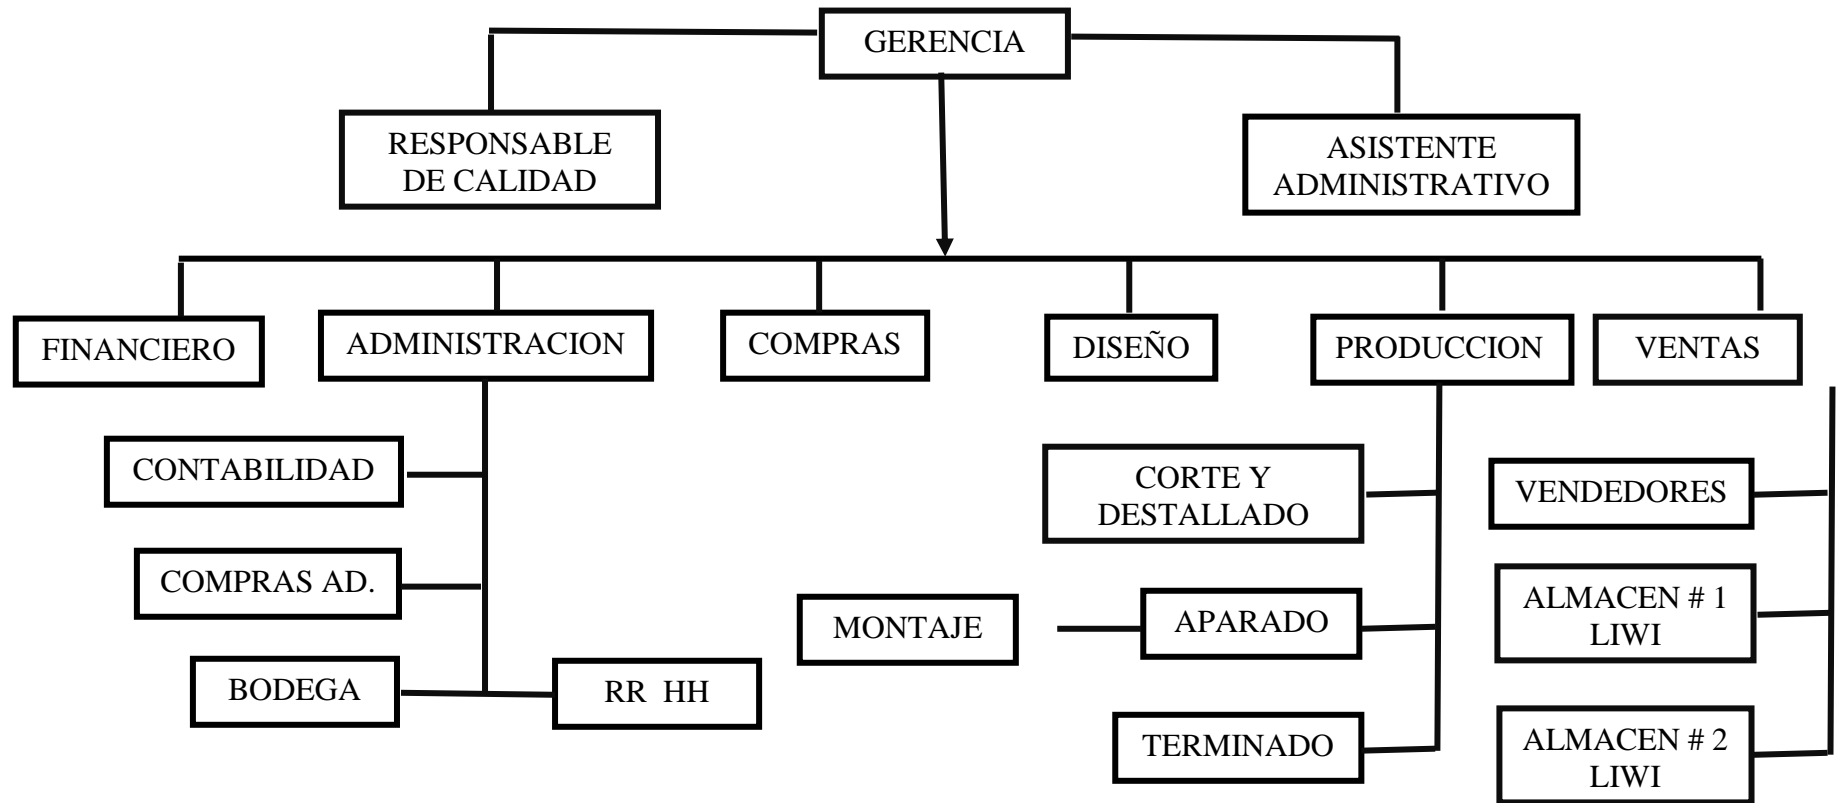 GERENCIA
RESPONSABLE
DE CALIDAD
ASISTENTE
ADMINISTRATIVO
FINANCIERO
ADMINISTRACION
COMPRAS
DISEÑO
PRODUCCION
VENTAS
CONTABILIDAD
CORTE Y
DESTALLADO
VENDEDORES
COMPRAS AD.
MONTAJE
APARADO
ALMACEN # 1
LIWI
BODEGA
RR HH
TERMINADO
ALMACEN # 2
LIWI